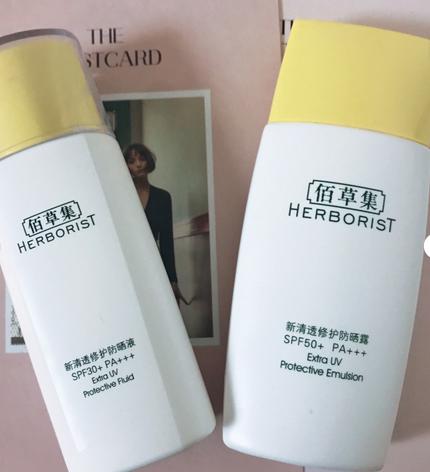 THE
STCARD
佰草集
HERBORIST
新清透修护防晒液
SPF30+ PA+++
Extra UV
Protective Fluid
佰草集
HERBORIST
新清透修护防晒露
SPF50+ PA+++
Extra UV
Protective Emulsion